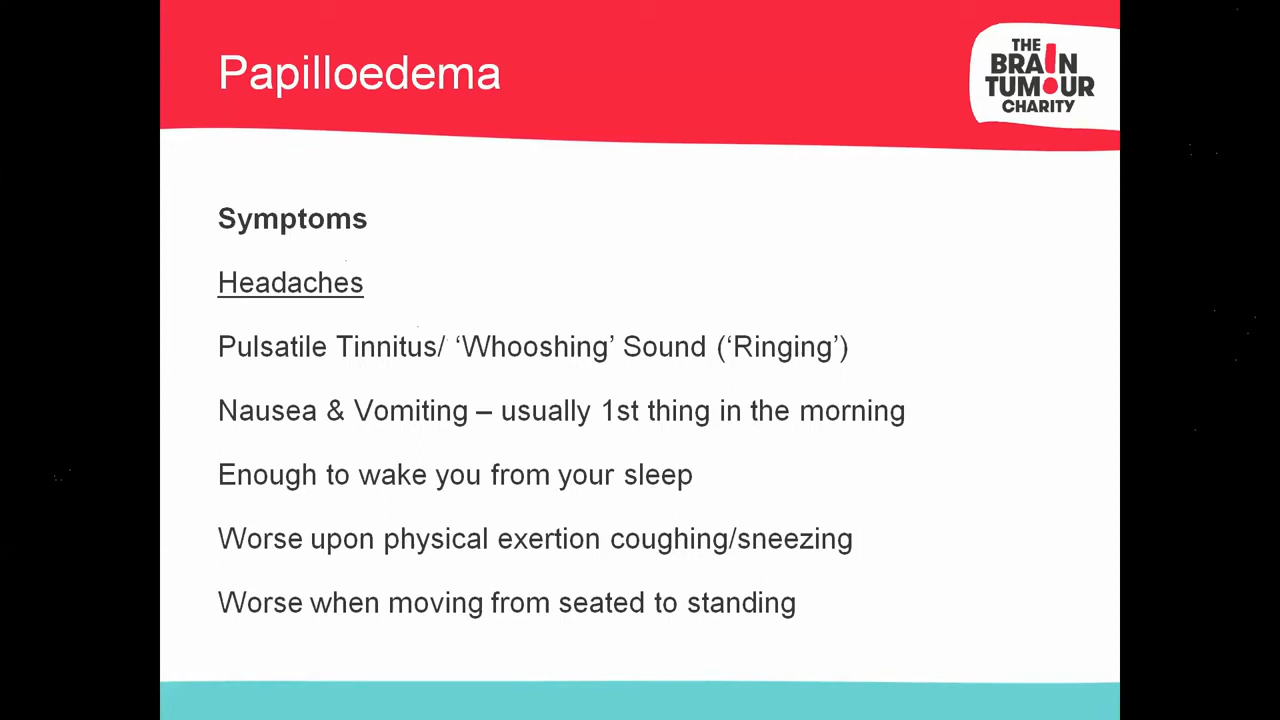 Papilloedema
THE
BRAIN
TUMOUR
CHARITY
Symptoms
Headaches
Pulsatile Tinnitus/ ‘Whooshing’ Sound (‘Ringing’)
Nausea & Vomiting – usually 1st thing in the morning
Enough to wake you from your sleep
Worse upon physical exertion coughing/sneezing
Worse when moving from seated to standing